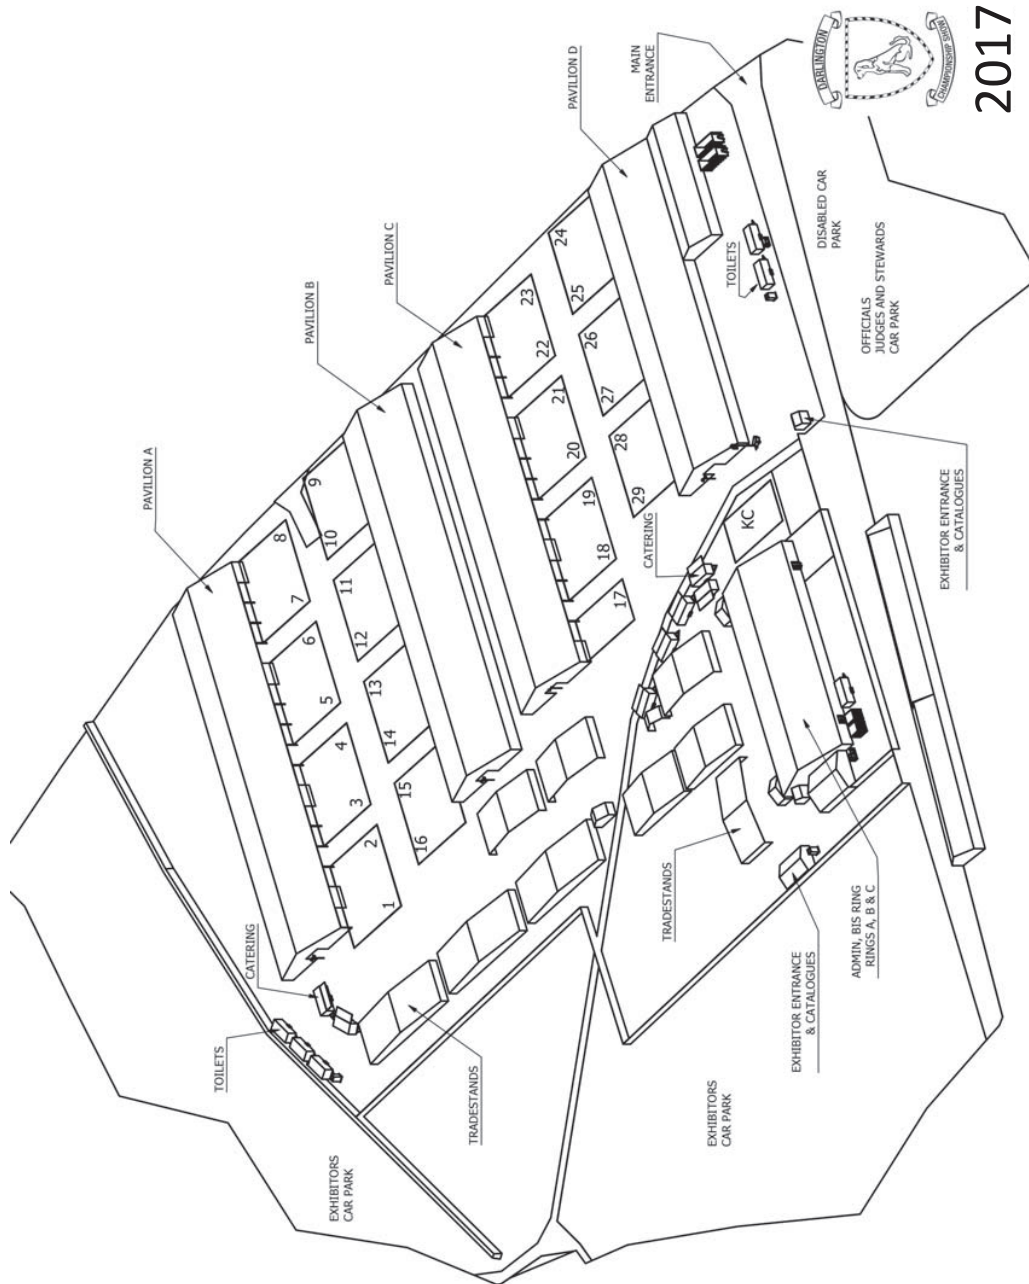 PAVILION A
PAVILION B
PAVILION C
PAVILION D
MAIN
ENTRANCE
DARLINGTON
CHAMPIONSHIP SHOW
2017
CATERING
TOILETS
TRADESTANDS
EXHIBITORS
CAR PARK
1
2
3
4
5
6
7
8
9
10
11
12
13
14
15
16
17
18
19
20
21
22
23
24
25
26
27
28
29
CATERING
KC
TOILETS
DISABLED CAR
PARK
OFFICIALS
JUDGES AND STEWARDS
CAR PARK
EXHIBITOR ENTRANCE
& CATALOGUES
TRADESTANDS
ADMIN, BIS RING
RINGS A, B & C
EXHIBITOR ENTRANCE
& CATALOGUES
EXHIBITORS
CAR PARK